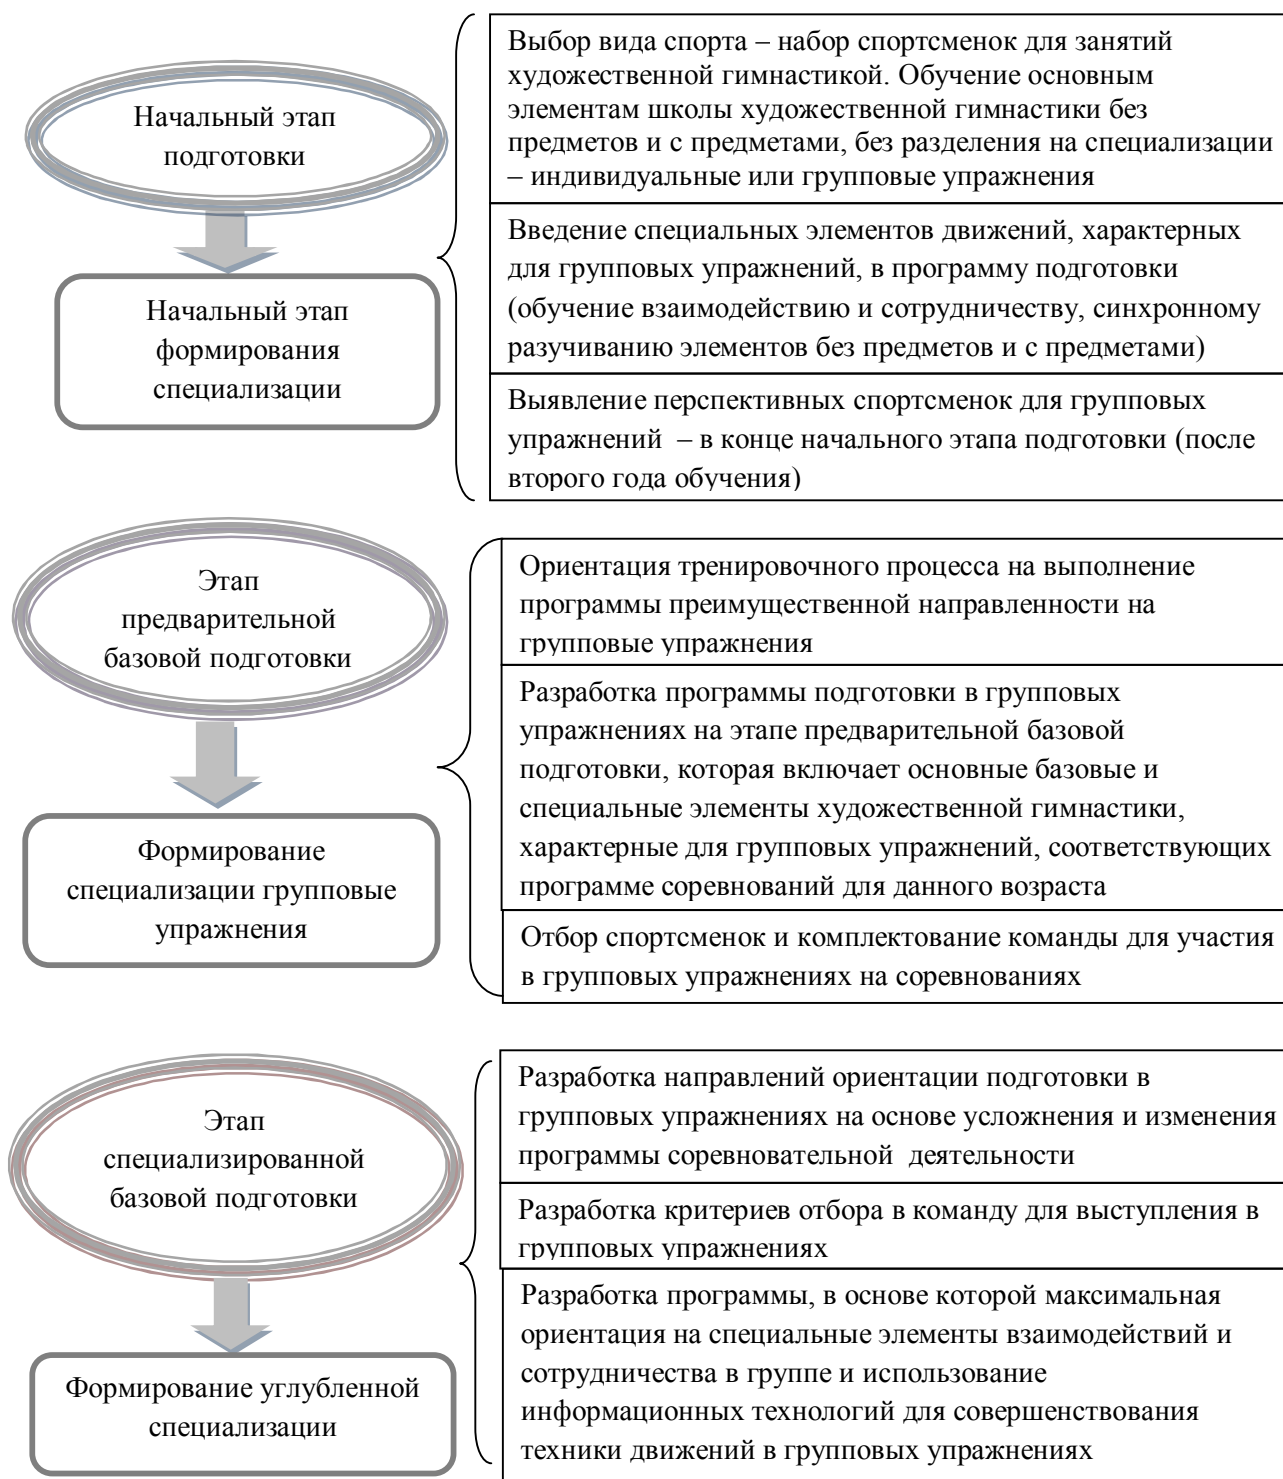 Начальный этап
подготовки
Начальный этап
формирования
специализации
Выбор вида спорта – набор спортсменок для занятий
художественной гимнастикой. Обучение основным
элементам школы художественной гимнастики без
предметов и с предметами, без разделения на специализации
– индивидуальные или групповые упражнения
Введение специальных элементов движений, характерных
для групповых упражнений, в программу подготовки
(обучение взаимодействию и сотрудничеству, синхронному
разучиванию элементов без предметов и с предметами)
Выявление перспективных спортсменок для групповых
упражнений – в конце начального этапа подготовки (после
второго года обучения)
Этап
предварительной
базовой подготовки
Формирование
специализации групповые
упражнения
Ориентация тренировочного процесса на выполнение
программы преимущественной направленности на
групповые упражнения
Разработка программы подготовки в групповых
упражнениях на этапе предварительной базовой
подготовки, которая включает основные базовые и
специальные элементы художественной гимнастики,
характерные для групповых упражнений, соответствующих
программе соревнований для данного возраста
Отбор спортсменок и комплектование команды для участия
в групповых упражнениях на соревнованиях
Этап
специализированной
базовой подготовки
Формирование углубленной
специализации
Разработка направлений ориентации подготовки в
групповых упражнениях на основе усложнения и изменения
программы соревновательной деятельности
Разработка критериев отбора в команду для выступления в
групповых упражнениях
Разработка программы, в основе которой максимальная
ориентация на специальные элементы взаимодействий и
сотрудничества в группе и использование
информационных технологий для совершенствования
техники движений в групповых упражнениях